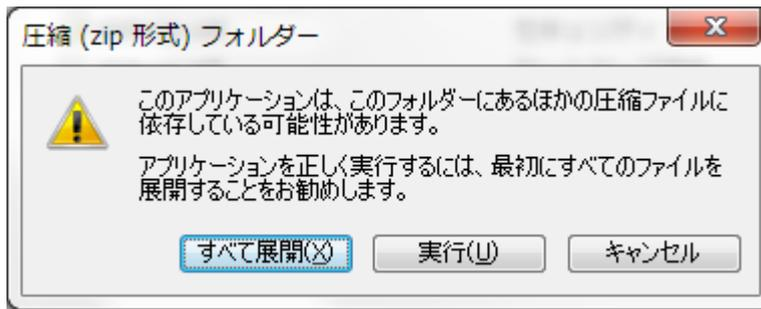 圧縮 (zip 形式) フォルダー
このアプリケーションは、このフォルダーにあるほかの圧縮ファイルに
依存している可能性があります。
アプリケーションを正しく実行するには、最初にすべてのファイルを
展開することをお勧めします。
すべて展開(X) 実行(U) キャンセル